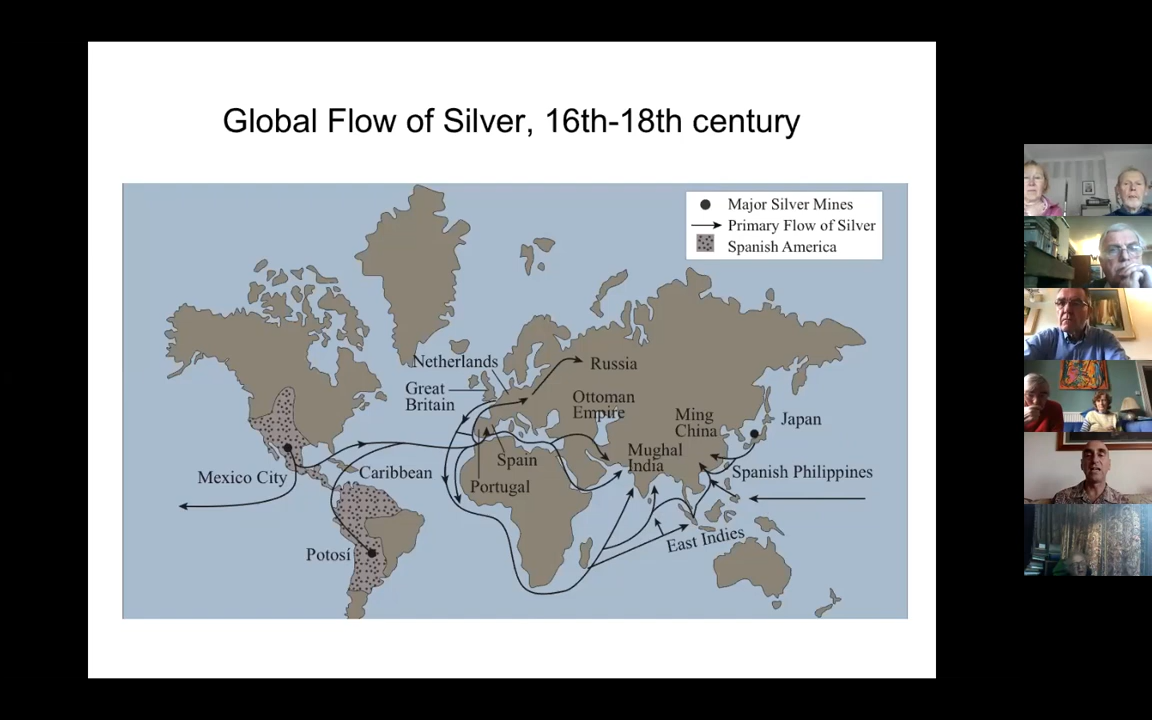 Global Flow of Silver, 16th-18th century
Major Silver Mines
Primary Flow of Silver
Spanish America
Netherlands
Russia
Great
Britain
Ottoman
Empire
Ming
China
Japan
Mughal
India
Spain
Portugal
Mexico City
Caribbean
Spanish Philippines
East Indies
Potosí